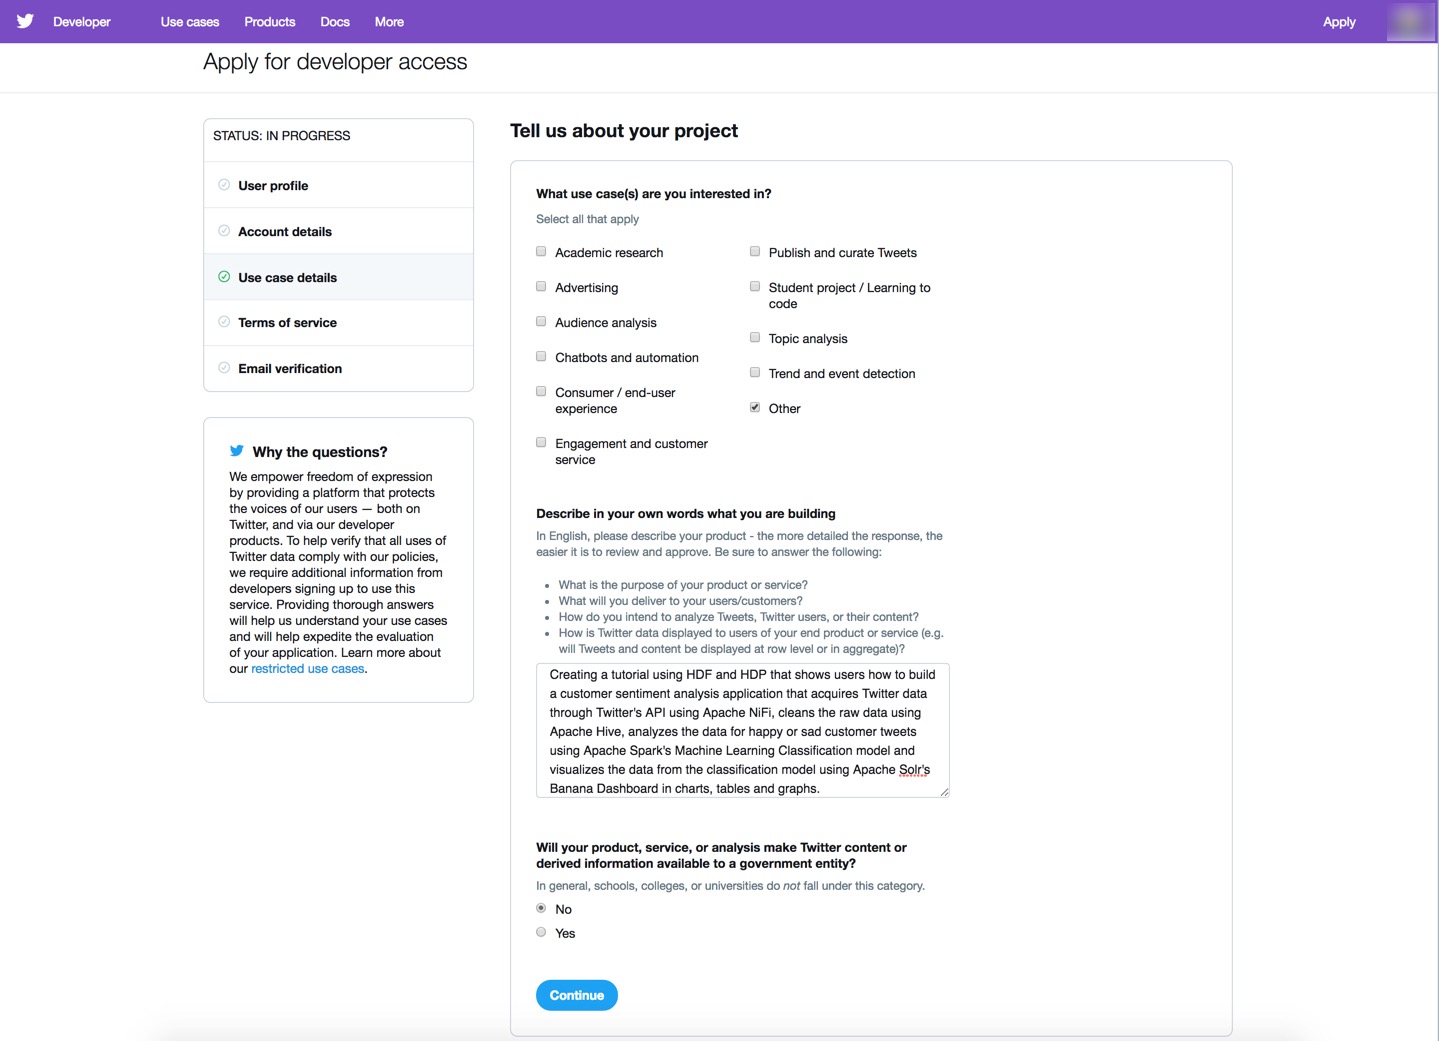 Developer
Use cases
Products
Docs
More
Apply
Apply for developer access
STATUS: IN PROGRESS
User profile
Account details
Use case details
Terms of service
Email verification
Why the questions?
We empower freedom of expression
by providing a platform that protects
the voices of our users — both on
Twitter, and via our developer
products. To help verify that all uses of
Twitter data comply with our policies,
we require additional information from
developers signing up to use this
service. Providing thorough answers
will help us understand your use cases
and will help expedite the evaluation
of your application. Learn more about
our restricted use cases.
Tell us about your project
What use case(s) are you interested in?
Select all that apply
Academic research
Advertising
Audience analysis
Chatbots and automation
Consumer / end-user
experience
Engagement and customer
service
Publish and curate Tweets
Student project / Learning to
code
Topic analysis
Trend and event detection
Other
Describe in your own words what you are building
In English, please describe your product - the more detailed the response, the
easier it is to review and approve. Be sure to answer the following:
• What is the purpose of your product or service?
• What will you deliver to your users/customers?
• How do you intend to analyze Tweets, Twitter users, or their content?
• How is Twitter data displayed to users of your end product or service (e.g.
will Tweets and content be displayed at row level or in aggregate)?
Creating a tutorial using HDF and HDP that shows users how to build
a customer sentiment analysis application that acquires Twitter data
through Twitter's API using Apache NiFi, cleans the raw data using
Apache Hive, analyzes the data for happy or sad customer tweets
using Apache Spark's Machine Learning Classification model and
visualizes the data from the classification model using Apache Solr's
Banana Dashboard in charts, tables and graphs.
Will your product, service, or analysis make Twitter content or
derived information available to a government entity?
In general, schools, colleges, or universities do not fall under this category.
No
Yes
Continue